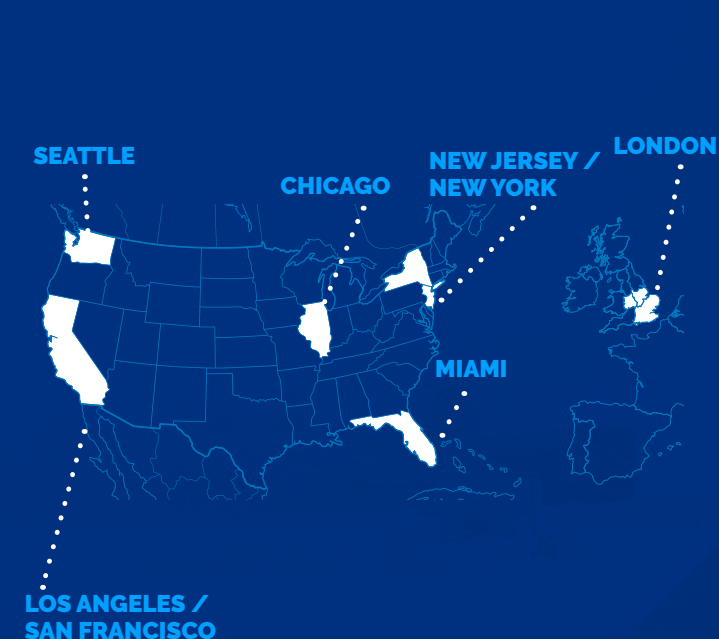 SEATTLE
CHICAGO
NEW JERSEY /
NEW YORK
LONDON
MIAMI
LOS ANGELES /
SAN FRANCISCO